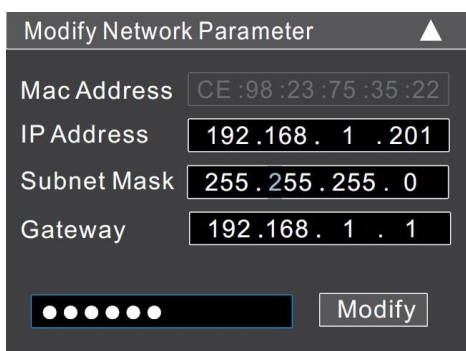 Modify Network Parameter
Mac Address CE :98 :23 :75 :35 :22
IP Address 192 .168 . 1 .201
Subnet Mask 255 . 255 . 255 . 0
Gateway 192 .168 . 1 . 1
●●●●●● Modify